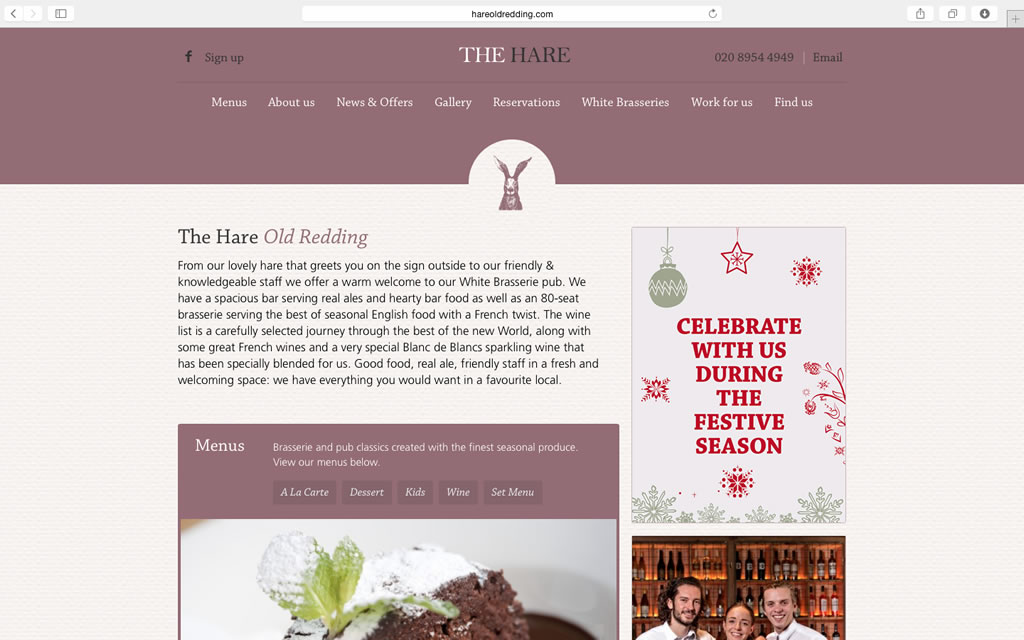 hareoldredding.com
Sign up
THE HARE
020 8954 4949 | Email
Menus About us News & Offers Gallery Reservations White Brasseries Work for us Find us
The Hare Old Redding
From our lovely hare that greets you on the sign outside to our friendly &
knowledgeable staff we offer a warm welcome to our White Brasserie pub. We
have a spacious bar serving real ales and hearty bar food as well as an 80-seat
brasserie serving the best of seasonal English food with a French twist. The wine
list is a carefully selected journey through the best of the new World, along with
some great French wines and a very special Blanc de Blancs sparkling wine that
has been specially blended for us. Good food, real ale, friendly staff in a fresh and
welcoming space: we have everything you would want in a favourite local.
CELEBRATE
WITH US
DURING
THE
FESTIVE
SEASON
Menus
Brasserie and pub classics created with the finest seasonal produce.
View our menus below.
A La Carte Dessert Kids Wine Set Menu